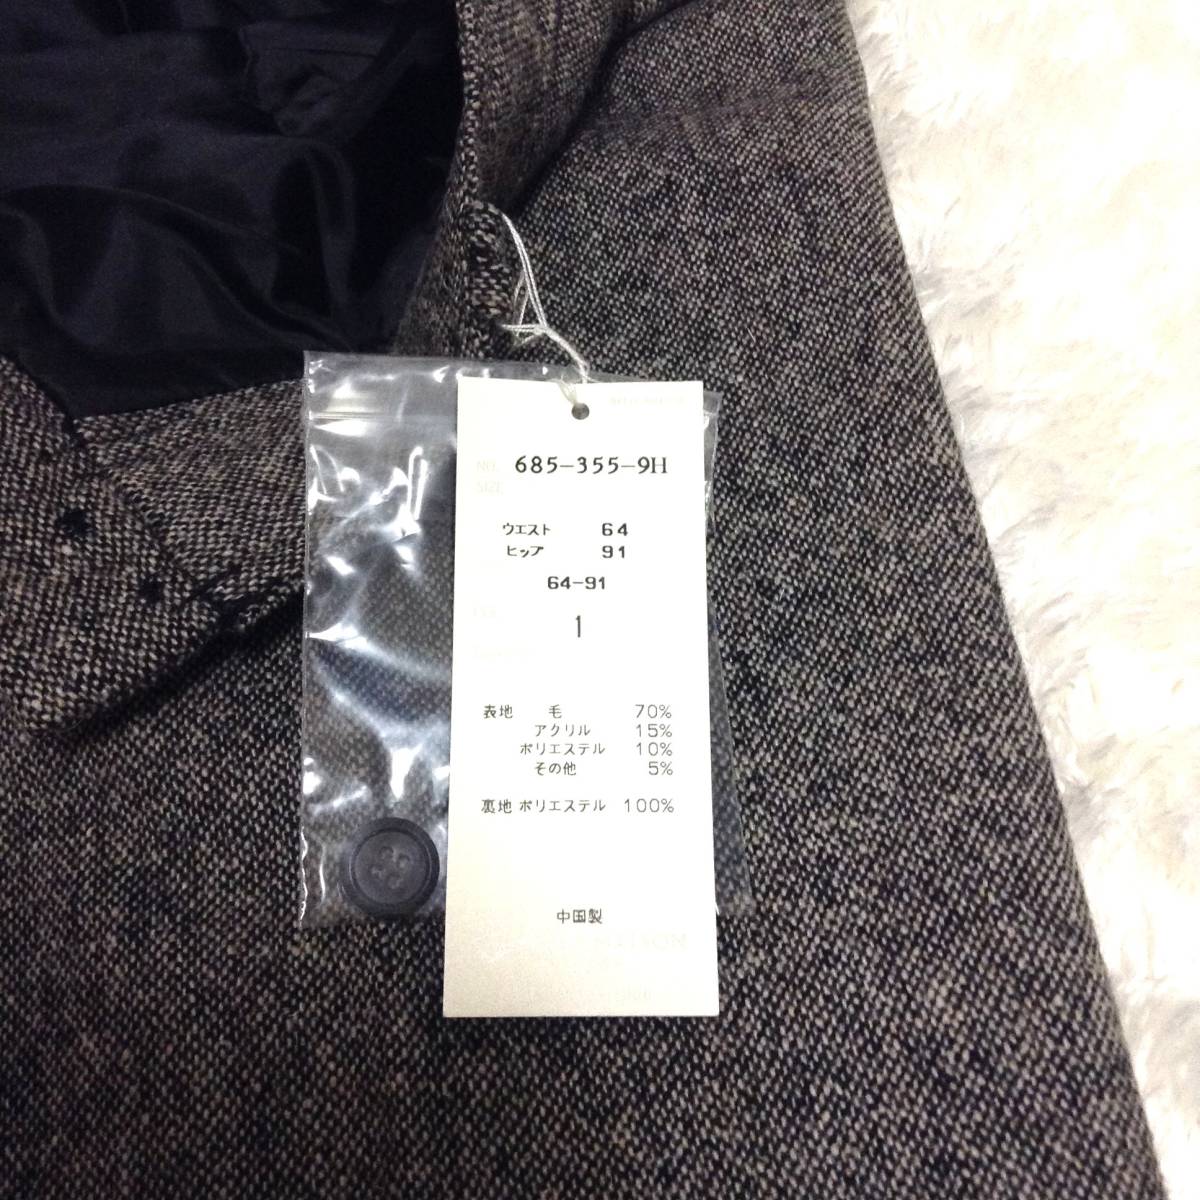 NO. 685-355-9H
SIZE
ウエスト 64
ヒップ 91
64-91
1
表地 毛 70%
アクリル 15%
ポリエステル 10%
その他 5%
裏地 ポリエステル 100%
中国製